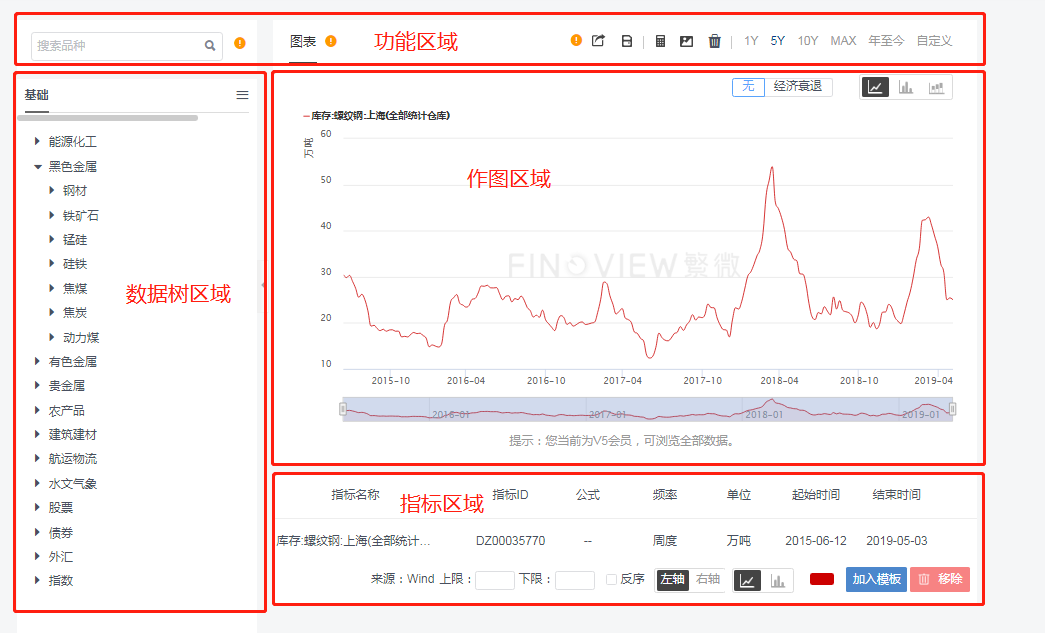 搜索品种
图表
功能区域
1Y 5Y 10Y MAX 年至今 自定义
基础
能源化工
黑色金属
钢材
铁矿石
锰硅
硅铁
焦煤
焦炭
动力煤
有色金属
贵金属
农产品
建筑建材
航运物流
水文气象
股票
债券
外汇
指数
数据树区域
无 经济衰退
库存:螺纹钢:上海(全部统计仓库)
万吨
60
50
40
30
20
10
作图区域
FINOVIEW 繁微
2015-10 2016-04 2016-10 2017-04 2017-10 2018-04 2018-10 2019-04
2016-01 2017-01 2018-01 2019-01
提示：您当前为V5会员，可浏览全部数据。
指标名称 指标ID 公式 频率 单位 起始时间 结束时间
指标区域
库存:螺纹钢:上海(全部统计... DZ00035770 -- 周度 万吨 2015-06-12 2019-05-03
来源：Wind 上限： 下限： 反序 左轴 右轴 加入模板 移除